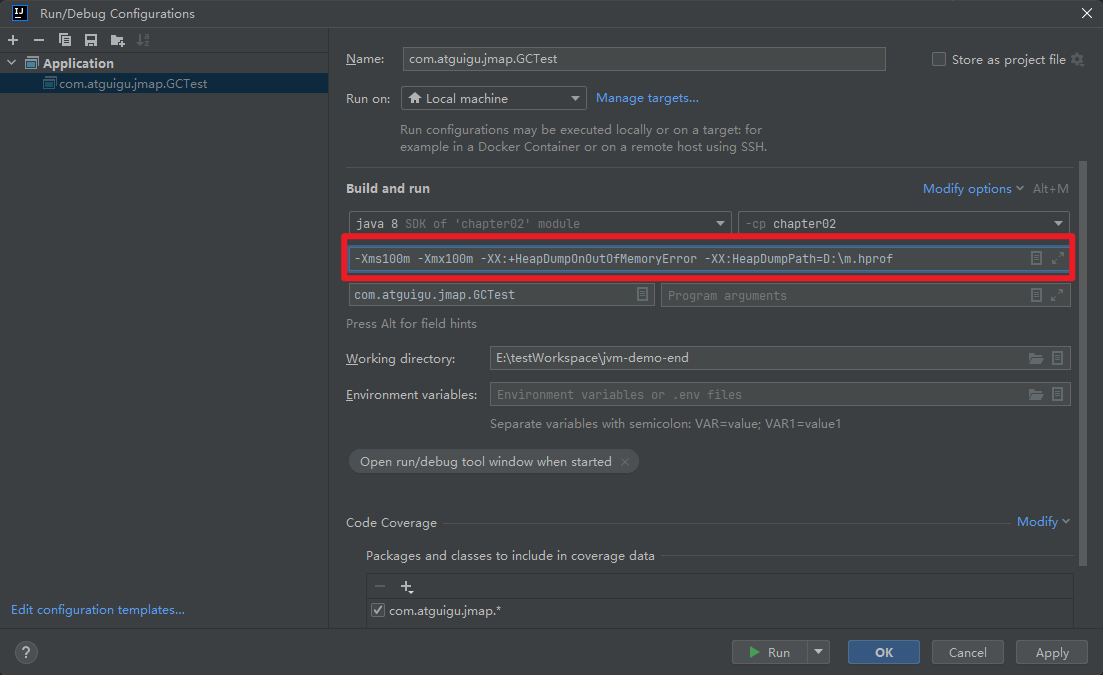 Run/Debug Configurations
Application
com.atguigu.jmap.GCTest
Name:
com.atguigu.jmap.GCTest
Store as project file
Run on:
Local machine
Manage targets...
Run configurations may be executed locally or on a target: for
example in a Docker Container or on a remote host using SSH.
Build and run
Modify options
Alt+M
java 8 SDK of 'chapter02' module
-cp chapter02
-Xms100m -Xmx100m -XX:+HeapDumpOnOutOfMemoryError -XX:HeapDumpPath=D:\m.hprof
com.atguigu.jmap.GCTest
Program arguments
Press Alt for field hints
Working directory:
E:\testWorkspace\jvm-demo-end
Environment variables:
Environment variables or .env files
Separate variables with semicolon: VAR=value; VAR1=value1
Open run/debug tool window when started
Code Coverage
Modify
Packages and classes to include in coverage data
com.atguigu.jmap.*
Edit configuration templates...
?
Run
OK
Cancel
Apply